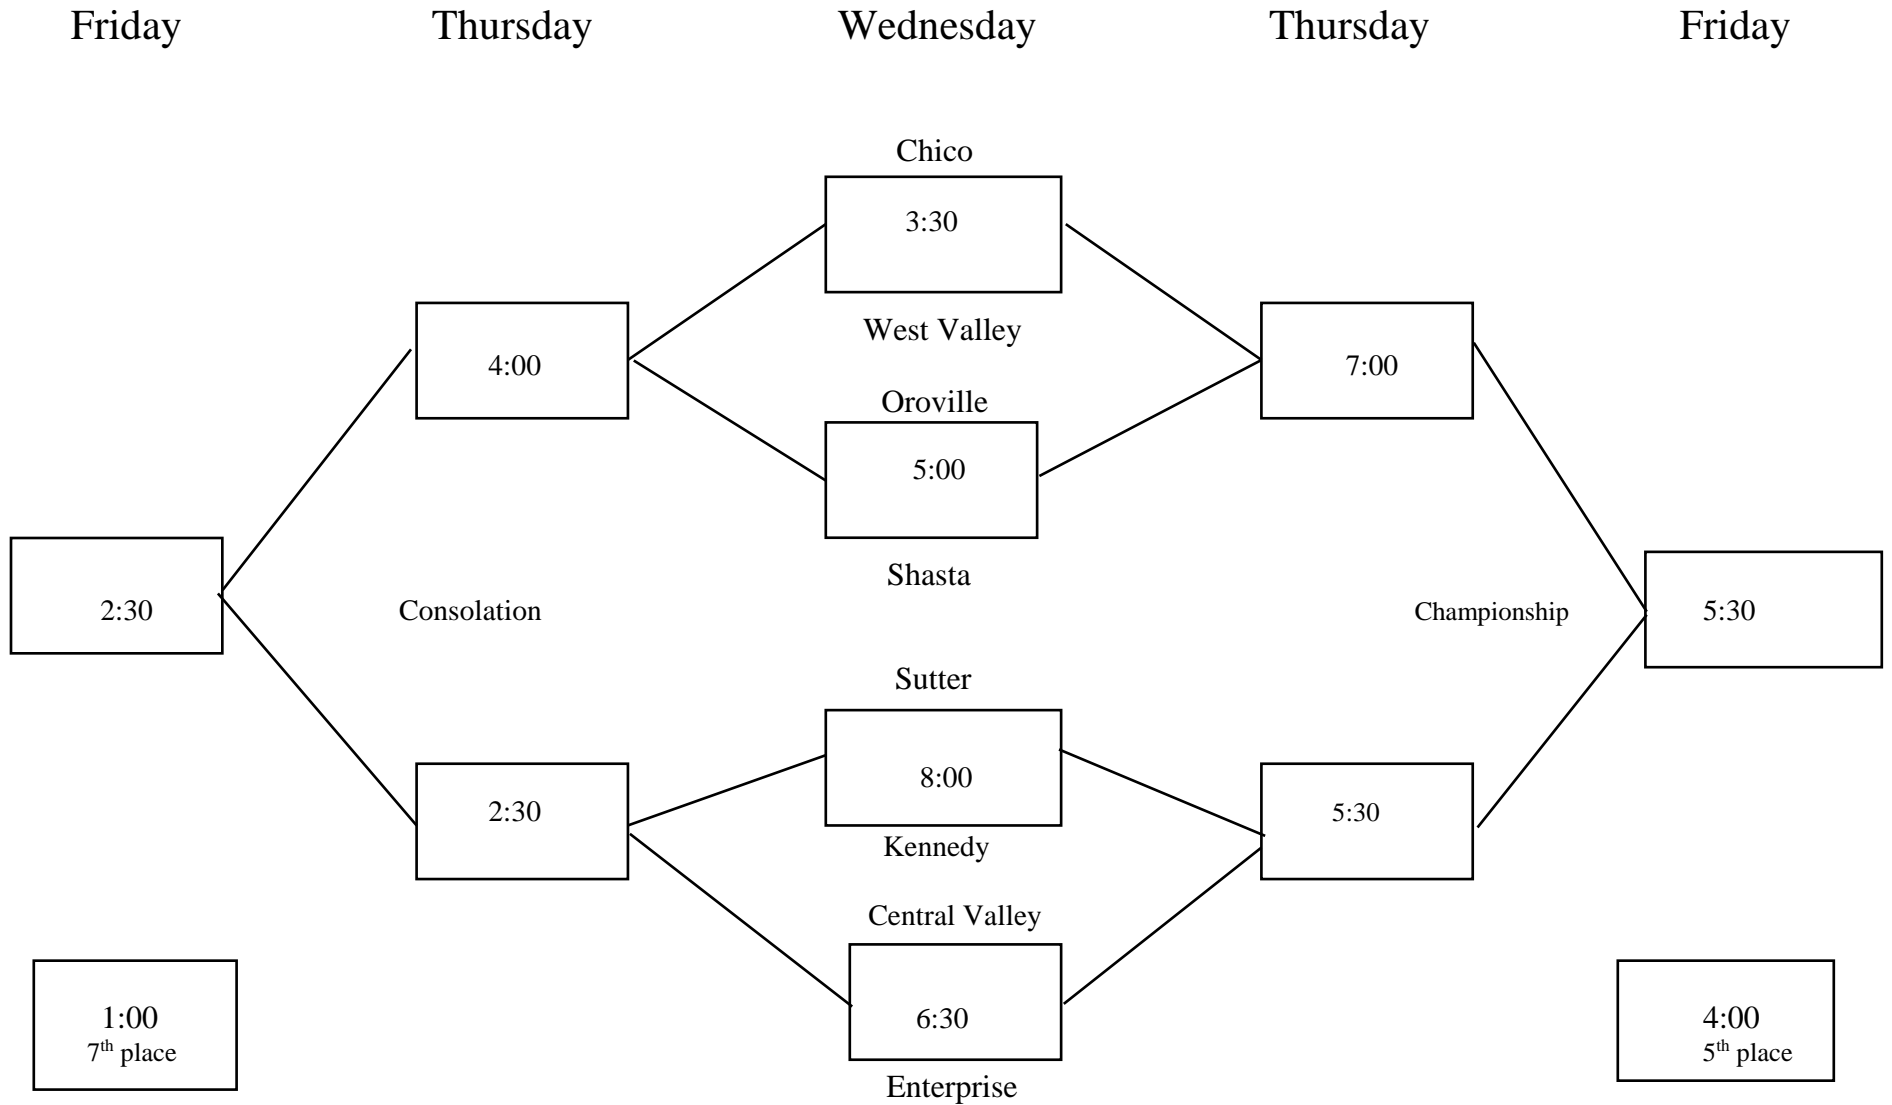 Friday Thursday Wednesday Thursday Friday
Chico
3:30
West Valley
4:00
7:00
Oroville
5:00
Shasta
2:30
Consolation
Championship
5:30
Sutter
8:00
2:30
5:30
Kennedy
Central Valley
6:30
1:00
7th place
4:00
5th place
Enterprise